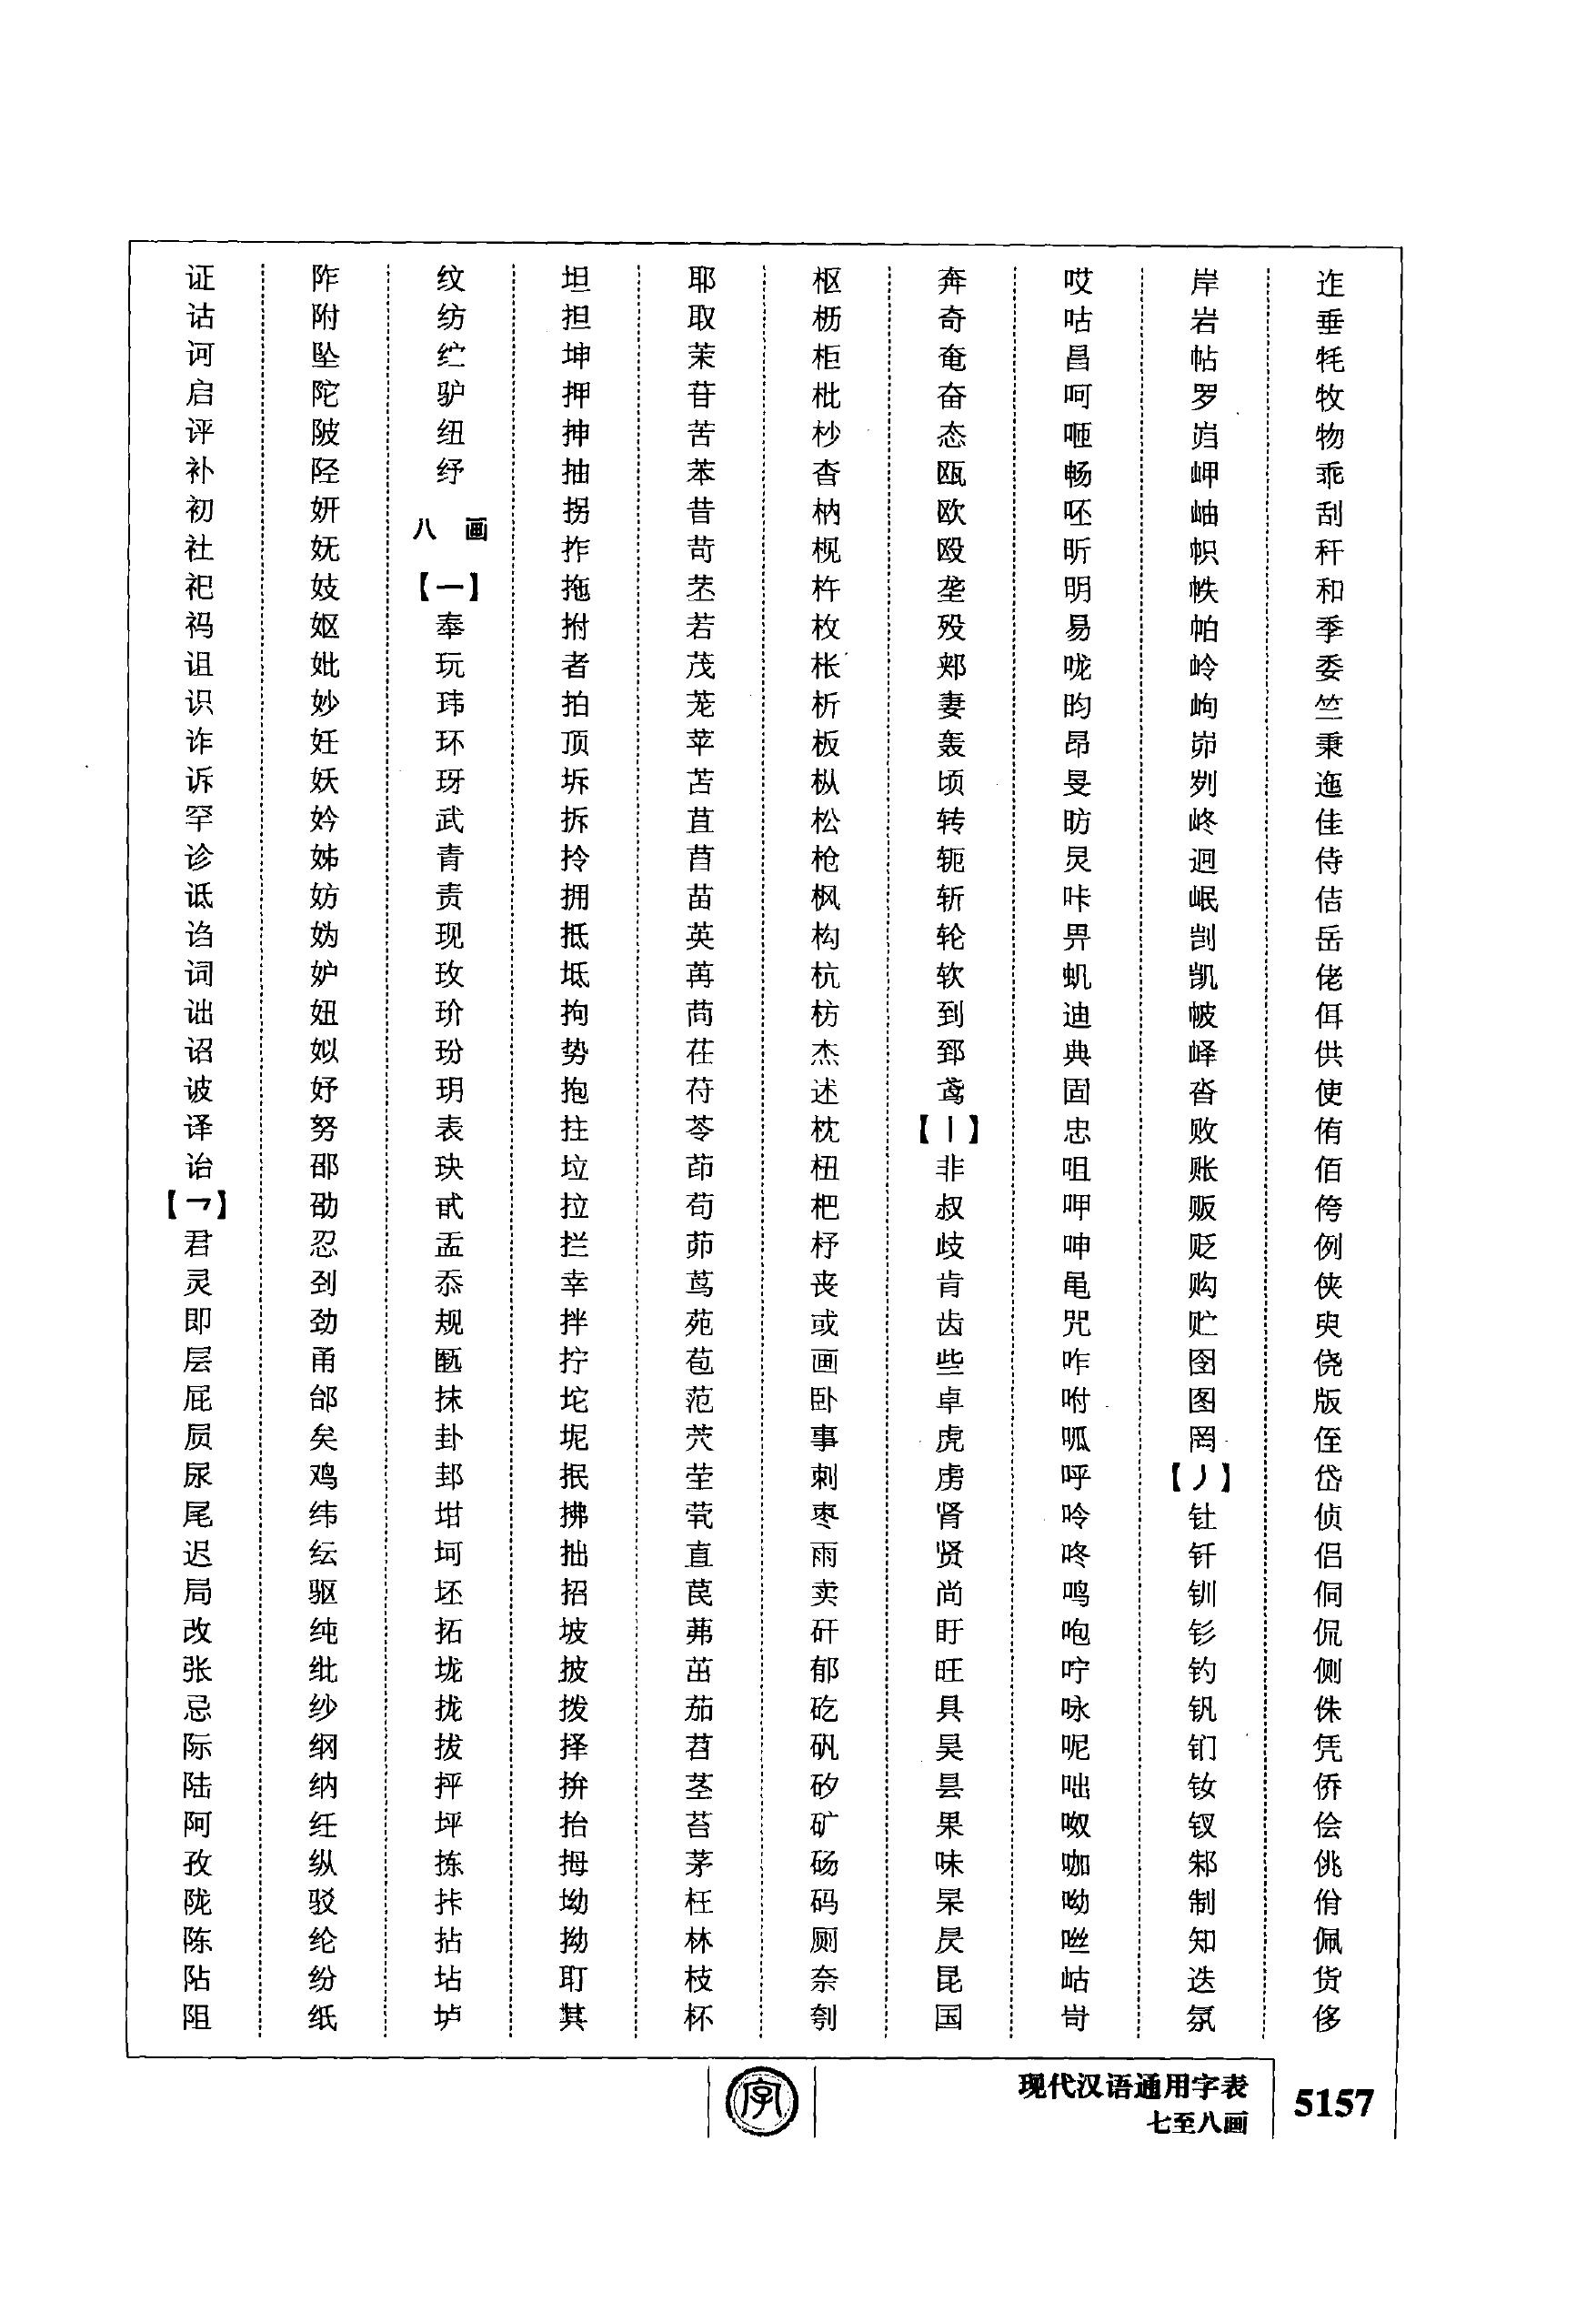 证诂诃启评补初社祀祃诅识诈诉罕诊诋诌词诎诏诐译诒
【乛】
君灵即层屁屃尿尾迟局改张忌际陆阿孜陇陈阽阻
阼附坠陀陂陉妍妩妓妪妣妙妊妖妗姊妨妫妒妞姒妤努邵劭忍刭劲甬邰矣鸡纬纭驱纯纰纱纲纳纴纵驳纶纷纸
纹纺纻驴纽纾
八 画
【一】
奉玩玮环玡武青责现玫玠玢玥表玦甙盂忝规匦抹卦邽坩坷坯拓垅拢拔抨坪拣拤拈坫垆
坦担坤押抻抽拐拃拖拊者拍顶坼拆拎拥抵坻拘势抱拄垃拉拦幸拌拧坨坭抿拂拙招坡披拨择拚抬拇坳拗耵其
耶取茉苷苦苯昔苛苤若茂茏苹苫苴苜苗英苒苘茌苻苓茚苟茆茑苑苞范茓茔茕直苠茀茁茄苕茎苔茅枉林枝杯
枢枥柜枇杪杳枘枧杵枚枨析板枞松枪枫构杭枋杰述枕杻杷杼丧或画卧事刺枣雨卖矸郁矻矾矽矿砀码厕奈刳
奔奇奄奋态瓯欧殴垄殁郏妻轰顷转轭斩轮软到郅鸢
【丨】
非叔歧肯齿些卓虎虏肾贤尚盱旺具昊昙果味杲昃昆国
哎咕昌呵咂畅呸昕明易咙昀昂旻昉炅咔畀虮迪典固忠咀呷呻黾咒咋咐呱呼呤咚鸣咆咛咏呢咄呶咖呦咝岵岢
岸岩帖罗岿岬岫帜帙帕岭岣峁刿峂迥岷剀凯帔峄沓败账贩贬购贮囹图罔
【丿】
钍钎钏钐钓钒钔钕钗邾制知迭氛
迮垂牦牧物乖刮秆和季委竺秉迤佳侍佶岳佬佴供使侑佰侉例侠臾侥版侄岱侦侣侗侃侧侏凭侨侩佻佾佩货侈
字
现代汉语通用字表
七至八画
5157